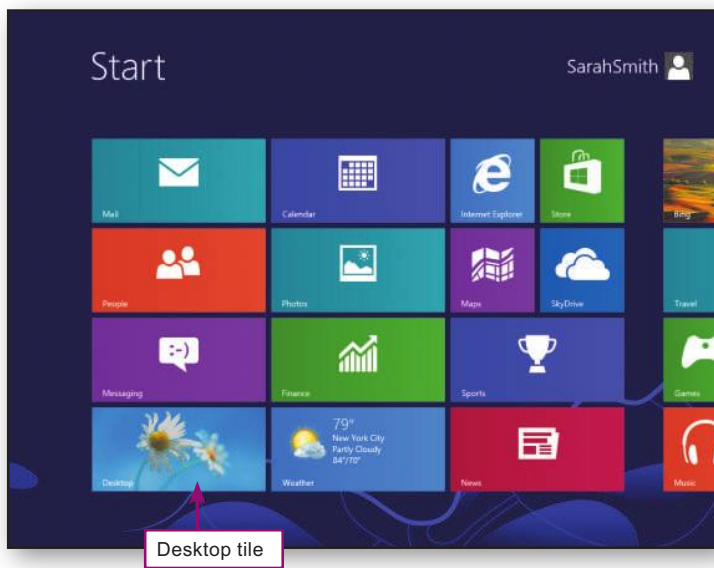 Start
SarahSmith
Mail
Calendar
Internet Explorer
Store
Bing
People
Photos
Maps
SkyDrive
Travel
:-)
Messaging
Finance
Sports
Games
Desktop
79°
New York City
Partly Cloudy
84°/70°
Weather
News
Music
Desktop tile